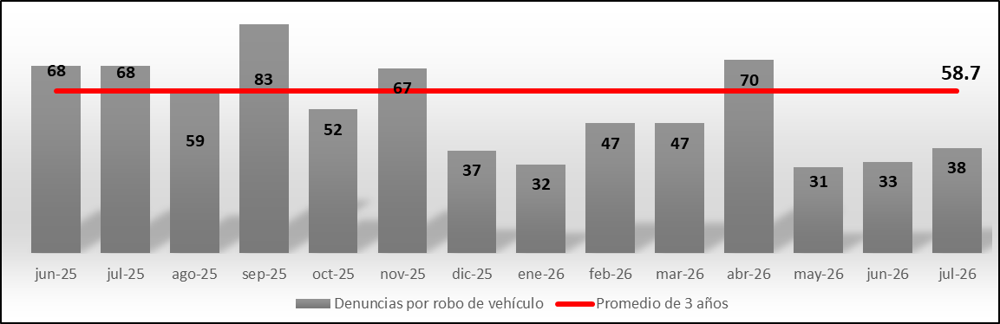 68
68
59
83
52
67
37
32
47
47
70
31
33
38
58.7
jun-25
jul-25
ago-25
sep-25
oct-25
nov-25
dic-25
ene-26
feb-26
mar-26
abr-26
may-26
jun-26
jul-26
Denuncias por robo de vehículo
Promedio de 3 años